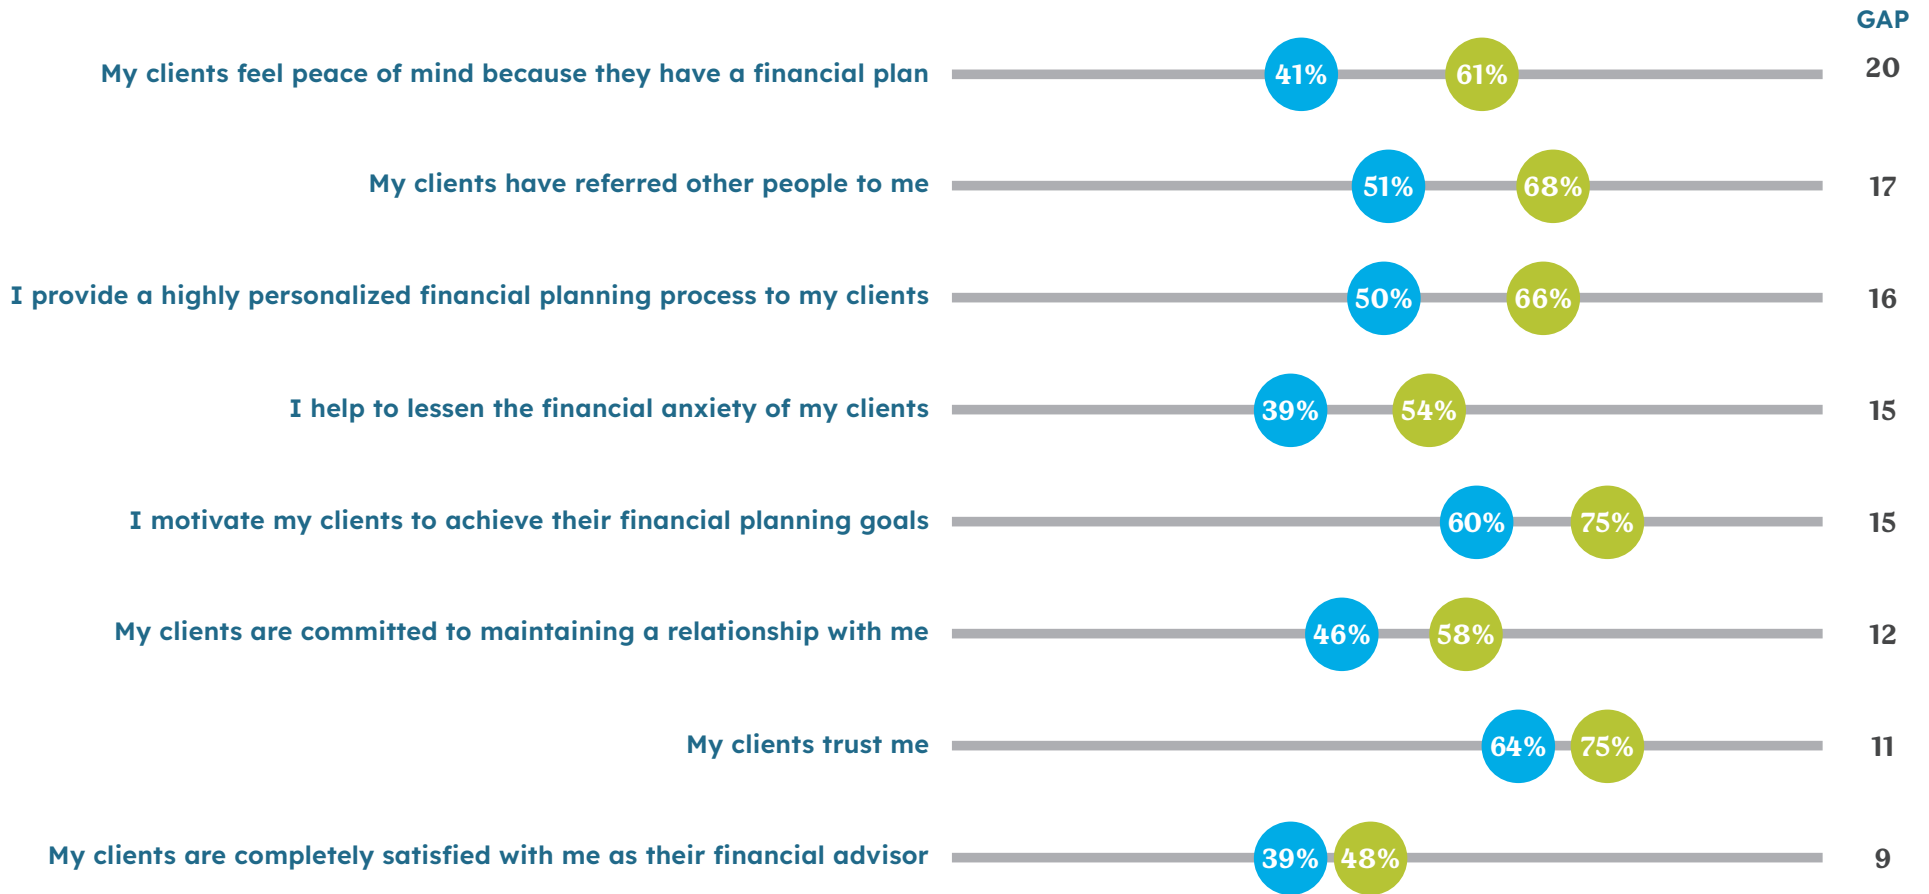 GAP
My clients feel peace of mind because they have a financial plan 41% 61% 20
My clients have referred other people to me 51% 68% 17
I provide a highly personalized financial planning process to my clients 50% 66% 16
I help to lessen the financial anxiety of my clients 39% 54% 15
I motivate my clients to achieve their financial planning goals 60% 75% 15
My clients are committed to maintaining a relationship with me 46% 58% 12
My clients trust me 64% 75% 11
My clients are completely satisfied with me as their financial advisor 39% 48% 9